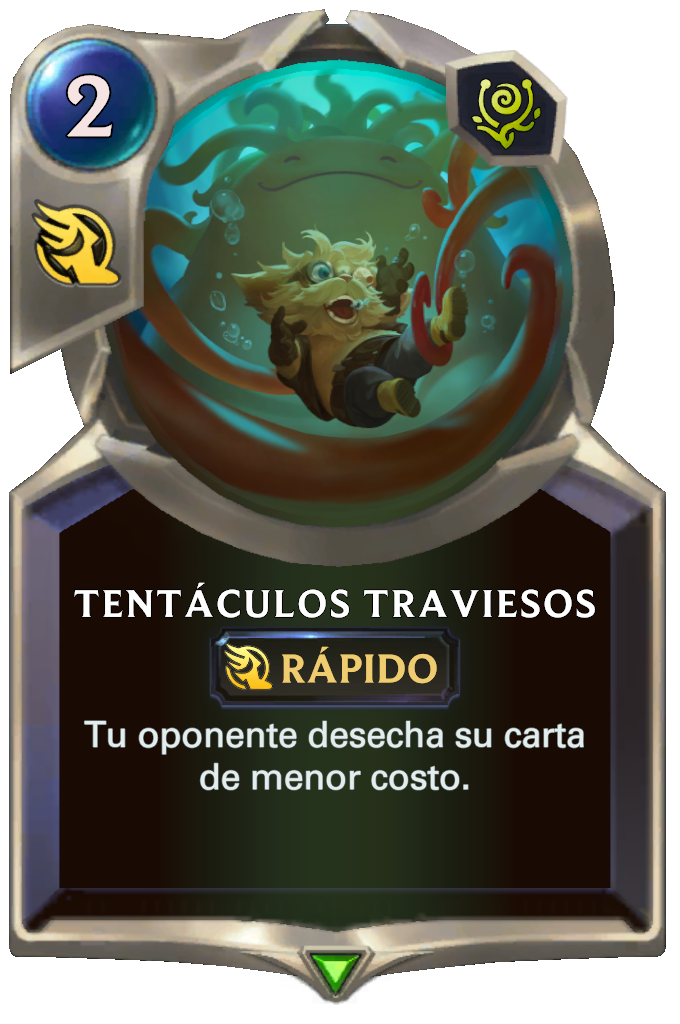 2
TENTÁCULOS TRAVIESOS
RÁPIDO
Tu oponente desecha su carta
de menor costo.